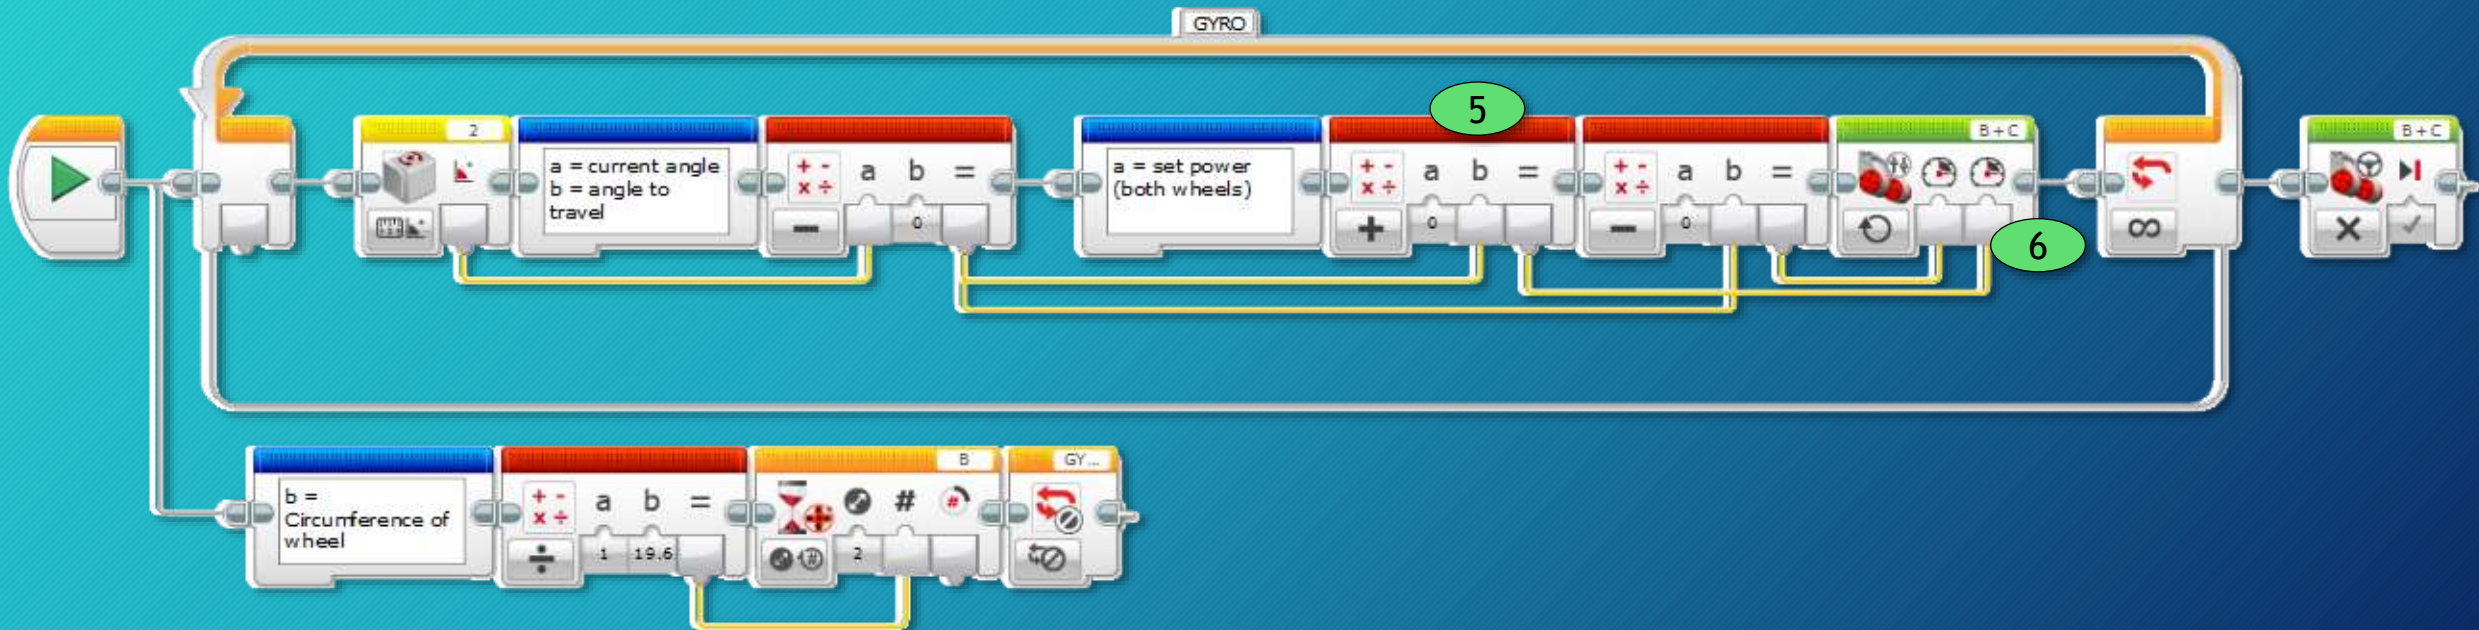 GYRO
5
2
a = current angle
b = angle to
travel
a b =
0
a = set power
(both wheels)
a b =
0
a b =
0
B+C
6
B+C
b =
Circumference of
wheel
a b =
1 19.6
B
#
2
GY...